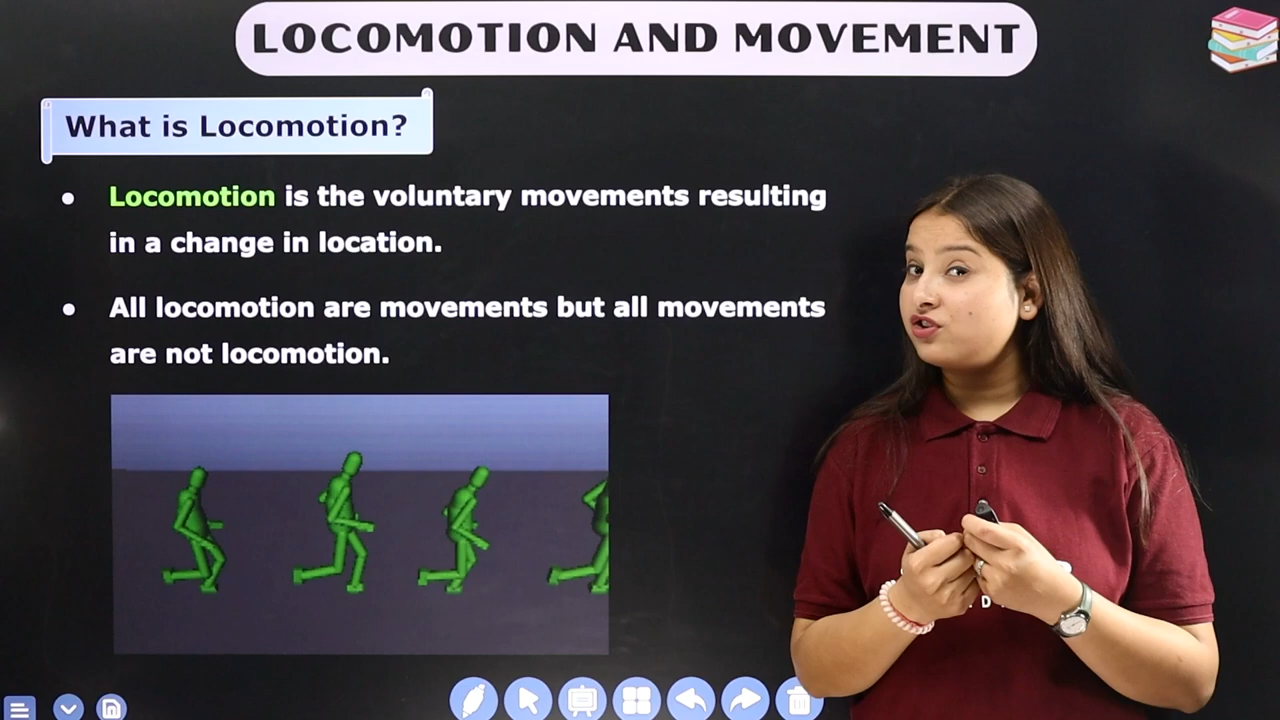 LOCOMOTION AND MOVEMENT
What is Locomotion?
• Locomotion is the voluntary movements resulting
in a change in location.
• All locomotion are movements but all movements
are not locomotion.
D